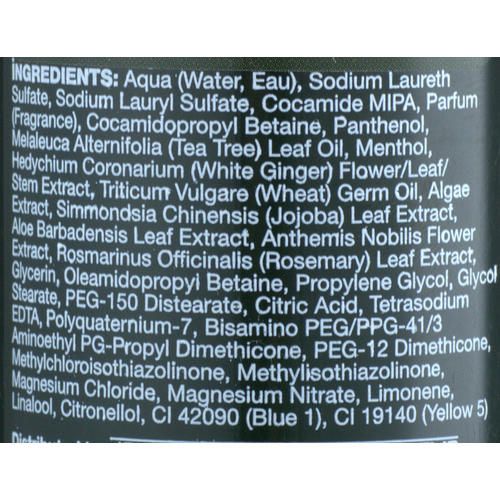 INGREDIENTS: Aqua (Water, Eau), Sodium Laureth
Sulfate, Sodium Lauryl Sulfate, Cocamide MIPA, Parfum
(Fragrance), Cocamidopropyl Betaine, Panthenol,
Melaleuca Alternifolia (Tea Tree) Leaf Oil, Menthol,
Hedychium Coronarium (White Ginger) Flower/Leaf/
Stem Extract, Triticum Vulgare (Wheat) Germ Oil, Algae
Extract, Simmondsia Chinensis (Jojoba) Leaf Extract,
Aloe Barbadensis Leaf Extract, Anthemis Nobilis Flower
Extract, Rosmarinus Officinalis (Rosemary) Leaf Extract,
Glycerin, Oleamidopropyl Betaine, Propylene Glycol, Glycol
Stearate, PEG-150 Distearate, Citric Acid, Tetrasodium
EDTA, Polyquaternium-7, Bisamino PEG/PPG-41/3
Aminoethyl PG-Propyl Dimethicone, PEG-12 Dimethicone,
Methylchloroisothiazolinone, Methylisothiazolinone,
Magnesium Chloride, Magnesium Nitrate, Limonene,
Linalool, Citronellol, CI 42090 (Blue 1), CI 19140 (Yellow 5)